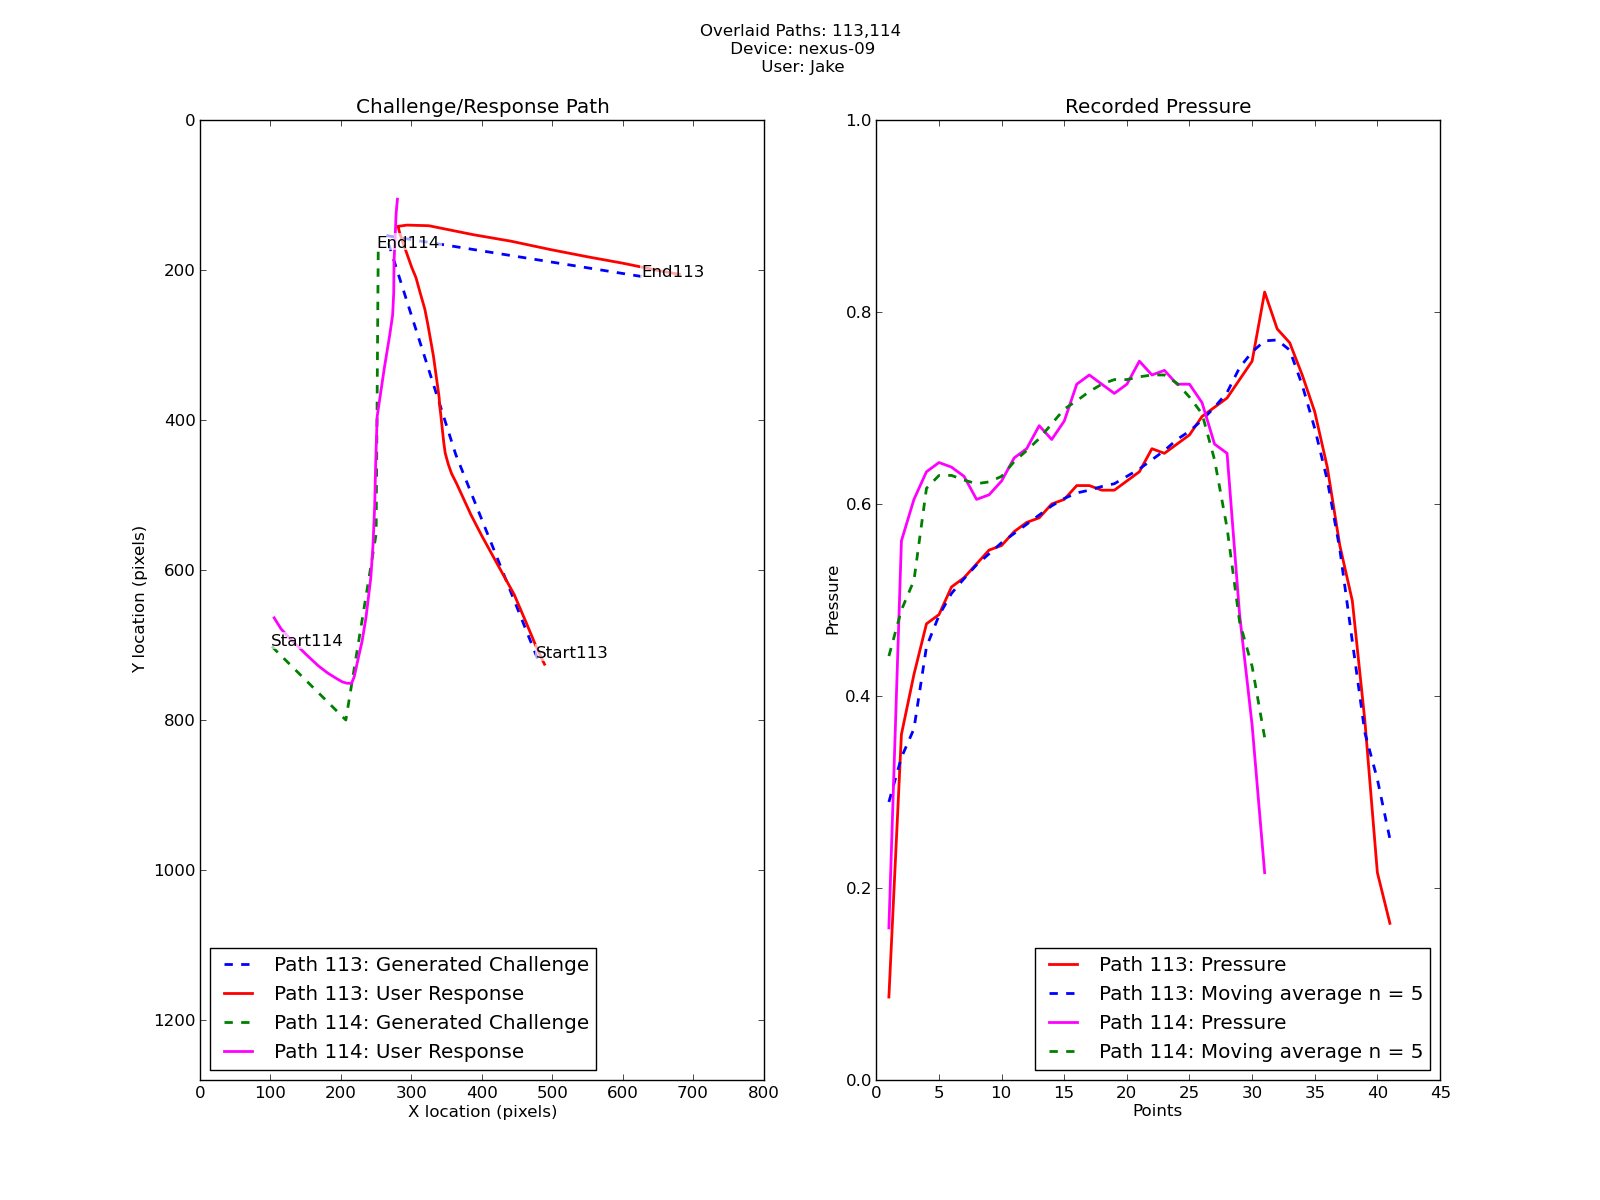 Overlaid Paths: 113,114
Device: nexus-09
User: Jake
Challenge/Response Path
0
200
400
600
800
1000
1200
Y location (pixels)
End114
End113
Start114
Start113
Path 113: Generated Challenge
Path 113: User Response
Path 114: Generated Challenge
Path 114: User Response
0 100 200 300 400 500 600 700 800
X location (pixels)
Recorded Pressure
1.0
0.8
0.6
0.4
0.2
0.0
Pressure
Path 113: Pressure
Path 113: Moving average n = 5
Path 114: Pressure
Path 114: Moving average n = 5
0 5 10 15 20 25 30 35 40 45
Points